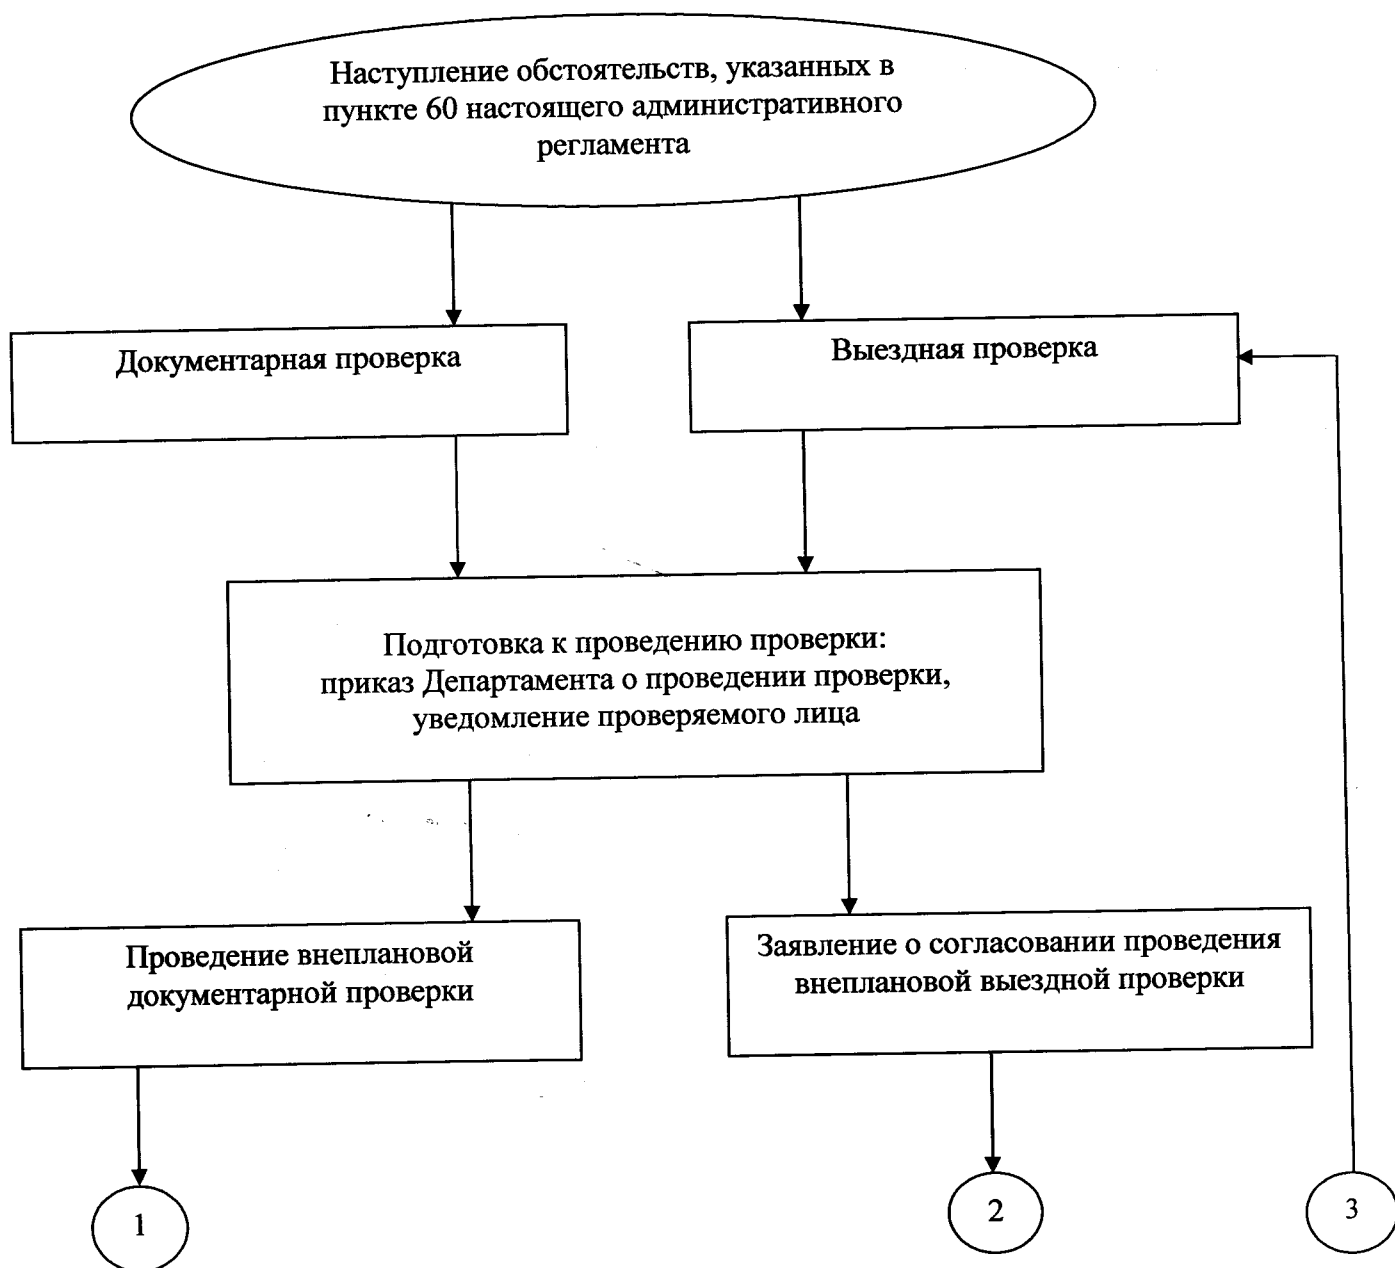 Наступление обстоятельств, указанных в
пункте 60 настоящего административного
регламента
Документарная проверка
Выездная проверка
Подготовка к проведению проверки:
приказ Департамента о проведении проверки,
уведомление проверяемого лица
Проведение внеплановой
документарной проверки
Заявление о согласовании проведения
внеплановой выездной проверки
1
2
3